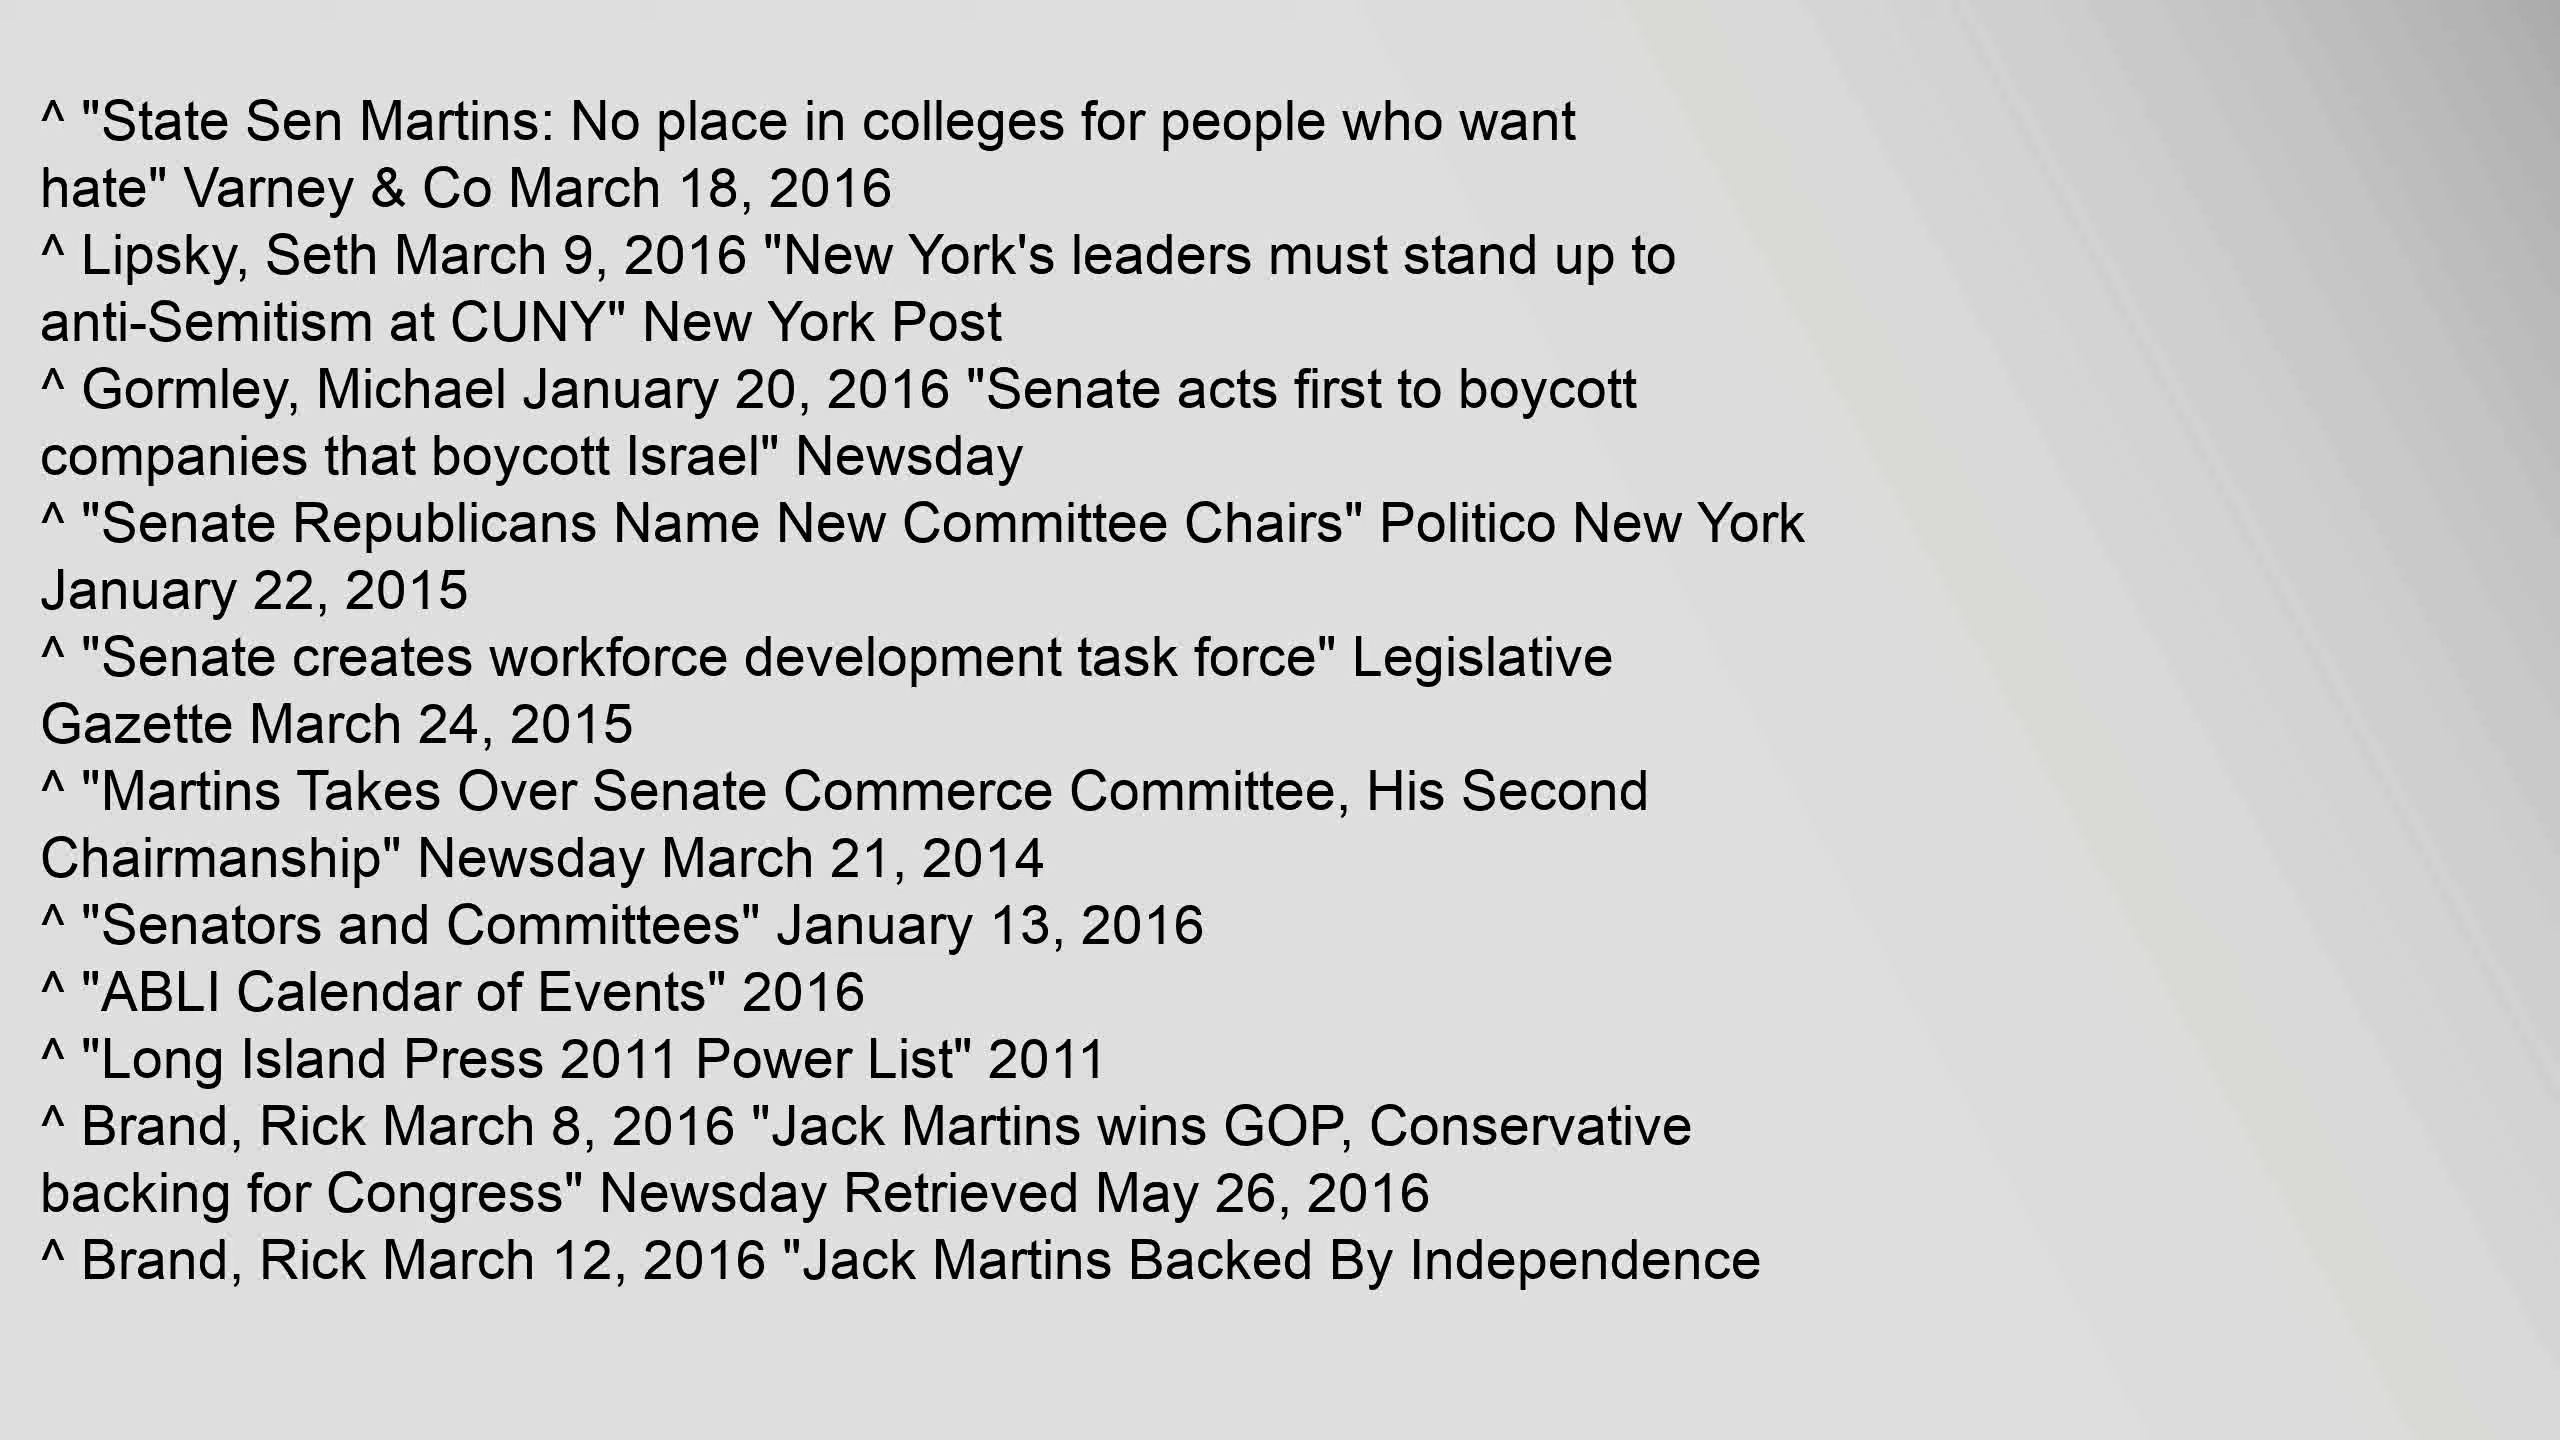 ^ "State Sen Martins: No place in colleges for people who want
hate" Varney & Co March 18, 2016
^ Lipsky, Seth March 9, 2016 "New York's leaders must stand up to
anti-Semitism at CUNY" New York Post
^ Gormley, Michael January 20, 2016 "Senate acts first to boycott
companies that boycott Israel" Newsday
^ "Senate Republicans Name New Committee Chairs" Politico New York
January 22, 2015
^ "Senate creates workforce development task force" Legislative
Gazette March 24, 2015
^ "Martins Takes Over Senate Commerce Committee, His Second
Chairmanship" Newsday March 21, 2014
^ "Senators and Committees" January 13, 2016
^ "ABLI Calendar of Events" 2016
^ "Long Island Press 2011 Power List" 2011
^ Brand, Rick March 8, 2016 "Jack Martins wins GOP, Conservative
backing for Congress" Newsday Retrieved May 26, 2016
^ Brand, Rick March 12, 2016 "Jack Martins Backed By Independence